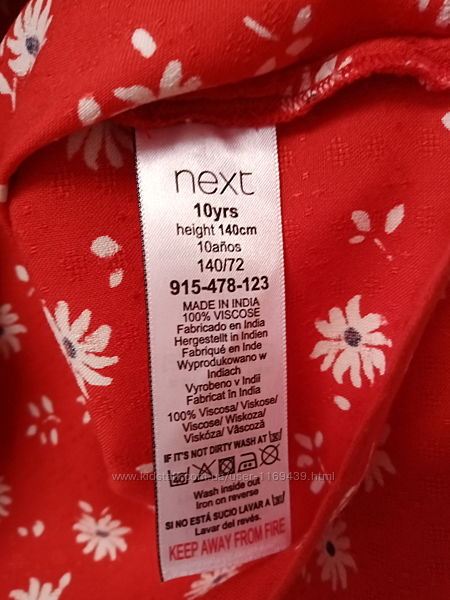 next
10yrs
height 140cm
10años
140/72
915-478-123
MADE IN INDIA
100% VISCOSE
Fabricado en India
Hergestellt in Indien
Fabriqué en Inde
Wyprodukowano w
Indiach
Vyrobeno v Indii
Fabricat în India
100% Viscosa/ Viskose/
Viscose/ Wiskoza/
Viskóza/ Vâscoză
IF IT'S NOT DIRTY WASH AT 30
Wash inside out
Iron on reverse
SI NO ESTÁ SUCIO LAVAR A 30
Lavar del revés.
KEEP AWAY FROM FIRE